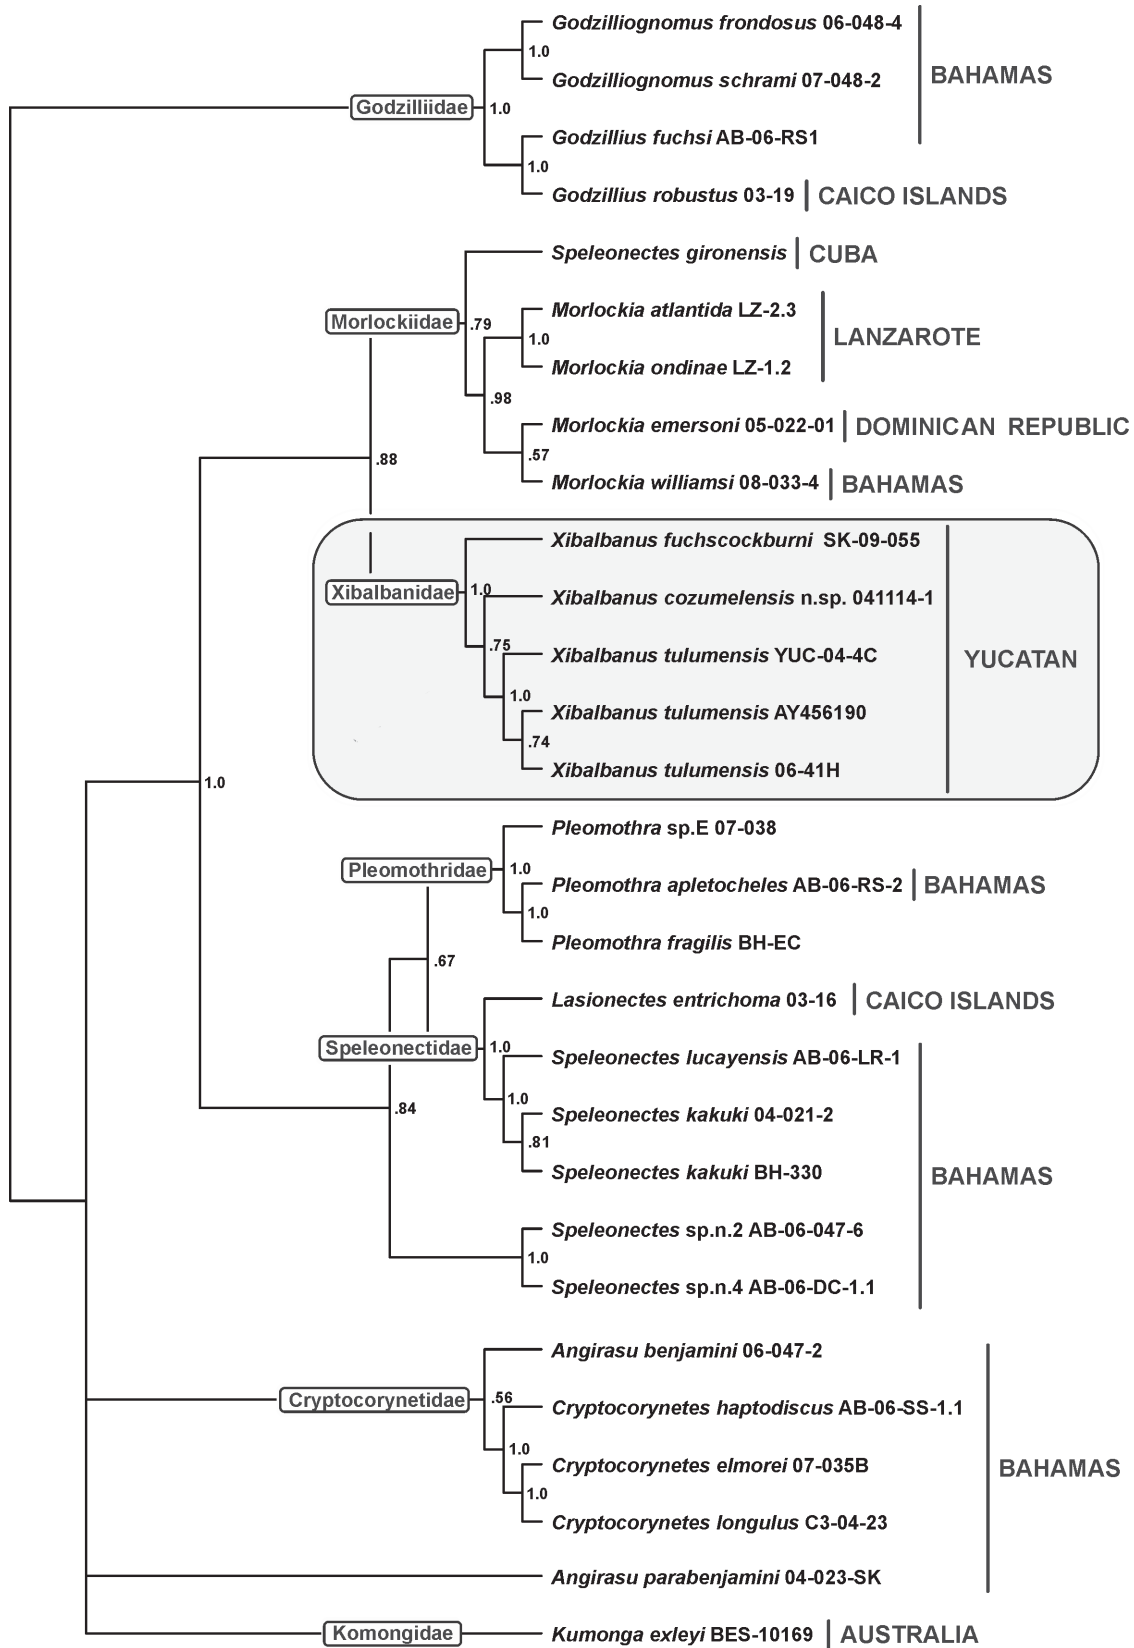 Godzilliognomus frondosus 06-048-4
1.0
BAHAMAS
Godzilliognomus schrami 07-048-2
Godzilliidae
1.0
Godzillius fuchsi AB-06-RS1
1.0
Godzillius robustus 03-19
CAICO ISLANDS
Speleonectes gironensis
CUBA
Morlockiidae
.79
Morlockia atlantida LZ-2.3
1.0
LANZAROTE
Morlockia ondinae LZ-1.2
.98
Morlockia emersoni 05-022-01
DOMINICAN REPUBLIC
.57
.88
Morlockia williamsi 08-033-4
BAHAMAS
Xibalbanus fuchscockburni SK-09-055
Xibalbanidae
1.0
Xibalbanus cozumelensis n.sp. 041114-1
.75
Xibalbanus tulumensis YUC-04-4C
YUCATAN
1.0
Xibalbanus tulumensis AY456190
.74
Xibalbanus tulumensis 06-41H
1.0
Pleomothra sp.E 07-038
Pleomothridae
1.0
Pleomothra apletocheles AB-06-RS-2
BAHAMAS
1.0
Pleomothra fragilis BH-EC
.67
Lasionectes entrichoma 03-16
CAICO ISLANDS
Speleonectidae
1.0
Speleonectes lucayensis AB-06-LR-1
1.0
.84
Speleonectes kakuki 04-021-2
.81
Speleonectes kakuki BH-330
BAHAMAS
Speleonectes sp.n.2 AB-06-047-6
1.0
Speleonectes sp.n.4 AB-06-DC-1.1
Angirasu benjamini 06-047-2
Cryptocorynetidae
.56
Cryptocorynetes haptodiscus AB-06-SS-1.1
1.0
Cryptocorynetes elmorei 07-035B
BAHAMAS
1.0
Cryptocorynetes longulus C3-04-23
Angirasu parabenjamini 04-023-SK
Komongidae
Kumonga exleyi BES-10169
AUSTRALIA